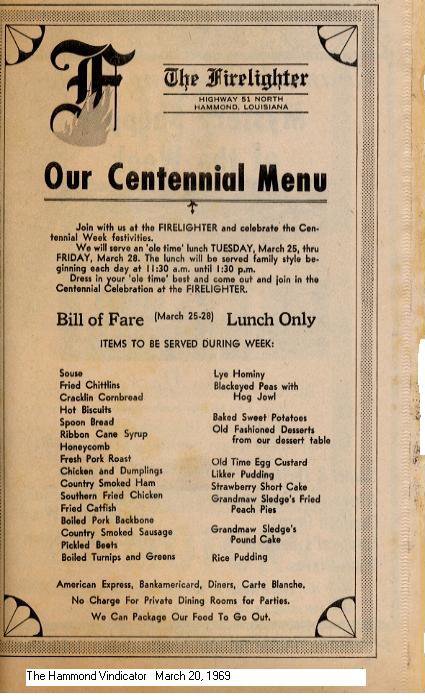 F The Firelighter
HIGHWAY 51 NORTH
HAMMOND, LOUISIANA
Our Centennial Menu
Join with us at the FIRELIGHTER and celebrate the Cen-
tennial Week festivities.
We will serve an 'ole time' lunch TUESDAY, March 25, thru
FRIDAY, March 28. The lunch will be served family style be-
ginning each day at 11:30 a.m. until 1:30 p.m.
Dress in your 'ole time' best and come out and join in the
Centennial Celebration at the FIRELIGHTER.
Bill of Fare (March 25-28) Lunch Only
ITEMS TO BE SERVED DURING WEEK:
Souse
Fried Chittlins
Cracklin Cornbread
Hot Biscuits
Spoon Bread
Ribbon Cane Syrup
Honeycomb
Fresh Pork Roast
Chicken and Dumplings
Country Smoked Ham
Southern Fried Chicken
Fried Catfish
Boiled Pork Backbone
Country Smoked Sausage
Pickled Beets
Boiled Turnips and Greens
Lye Hominy
Blackeyed Peas with
Hog Jowl
Baked Sweet Potatoes
Old Fashioned Desserts
from our dessert table
Old Time Egg Custard
Likker Pudding
Strawberry Short Cake
Grandmaw Sledge's Fried
Peach Pies
Grandmaw Sledge's
Pound Cake
Rice Pudding
American Express, Bankamericard, Diners, Carte Blanche.
No Charge For Private Dining Rooms for Parties.
We Can Package Our Food To Go Out.
The Hammond Vindicator March 20, 1969